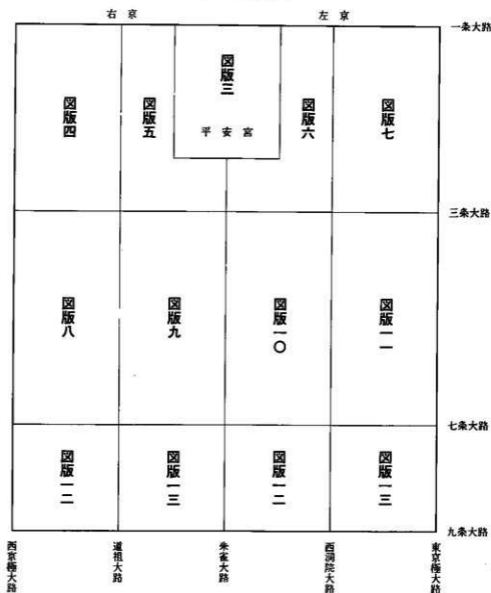 右京
左京
一条大路
図版三
平安宮
図版四
図版五
図版六
図版七
三条大路
図版八
図版九
図版一〇
図版一一
七条大路
図版一二
図版一三
図版一二
図版一三
九条大路
西京極大路
道祖大路
朱雀大路
西洞院大路
東京極大路